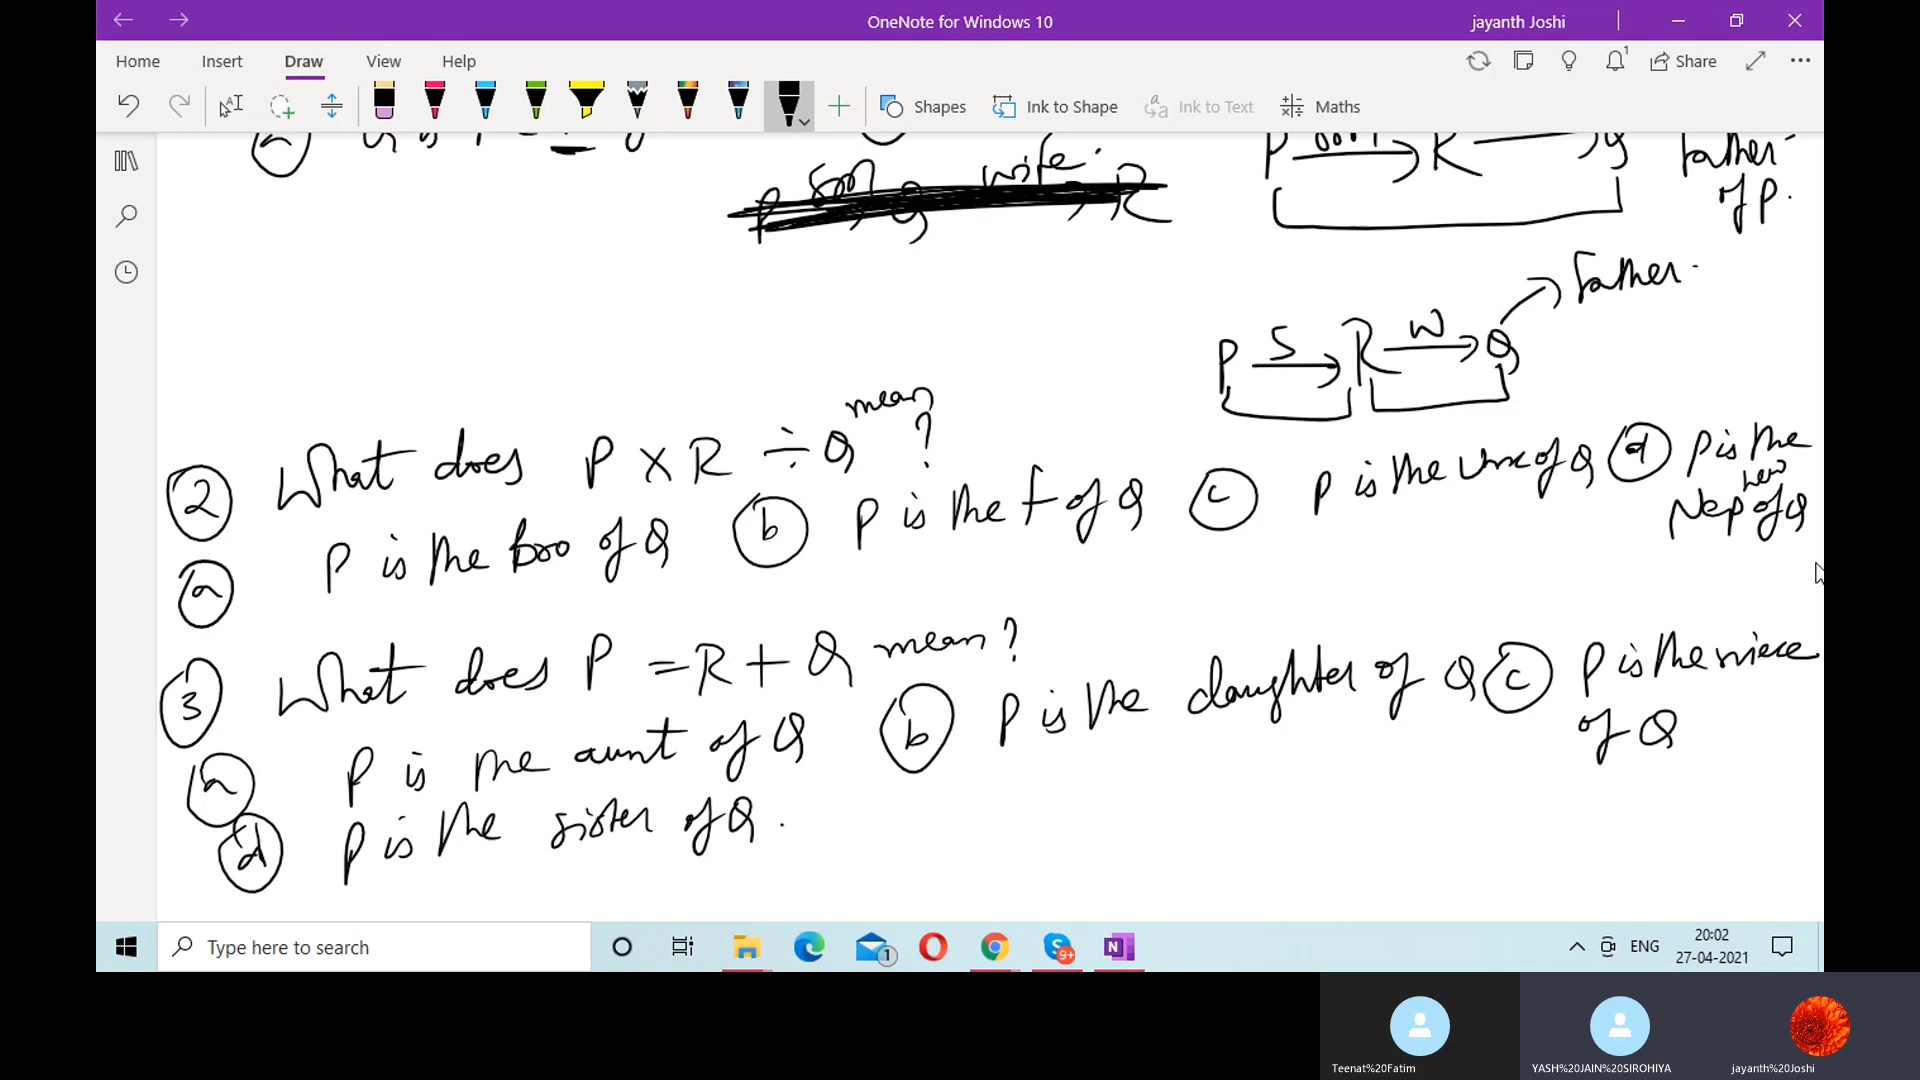 OneNote for Windows 10
jayanth Joshi
Home Insert Draw View Help
1 Share
Shapes Ink to Shape Ink to Text Maths
P son Q wife R
P R
Father
of P.
Father.
P S R W Q
mean
2 What does P × R ÷ Q ?
a P is the bro of Q b P is the f of Q c P is the of Q d P is the
Nephew of Q
3 What does P = R + Q mean?
a P is the aunt of Q b P is the daughter of Q c P is the niece
of Q
d P is the sister of Q.
Type here to search
1
9+
ENG
20:02
27-04-2021
Teenat%20Fatim
YASH%20JAIN%20SIROHIYA
jayanth%20Joshi